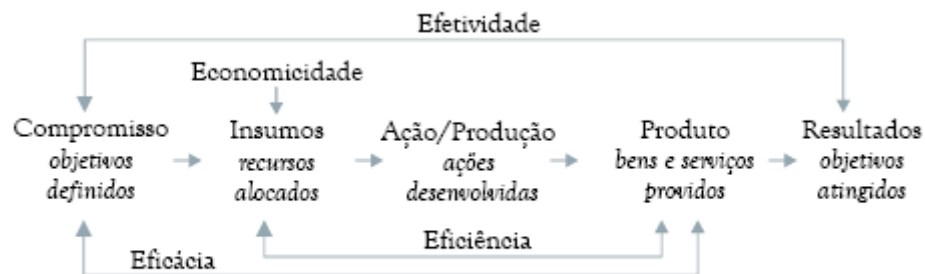 Efetividade
Economicidade
Compromisso Insumos Ação/Produção Produto Resultados
objetivos recursos ações bens e serviços objetivos
definidos alocados desenvolvidas providos atingidos
Eficiência
Eficácia